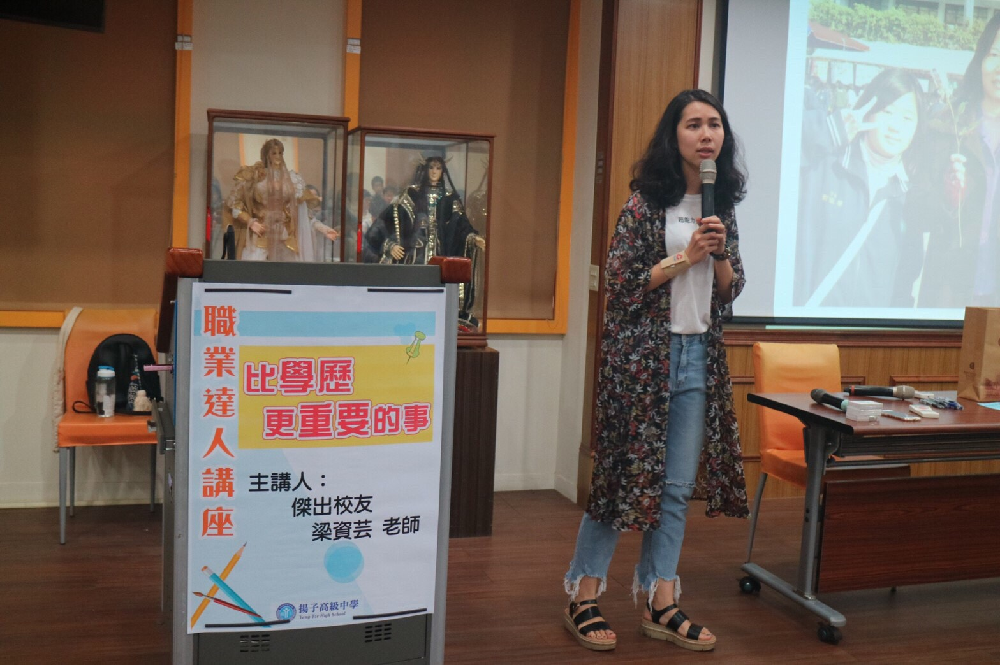 職業達人講座
比學歷
更重要的事
主講人：
傑出校友
梁資芸 老師
揚子高級中學
Yang-Tze High School